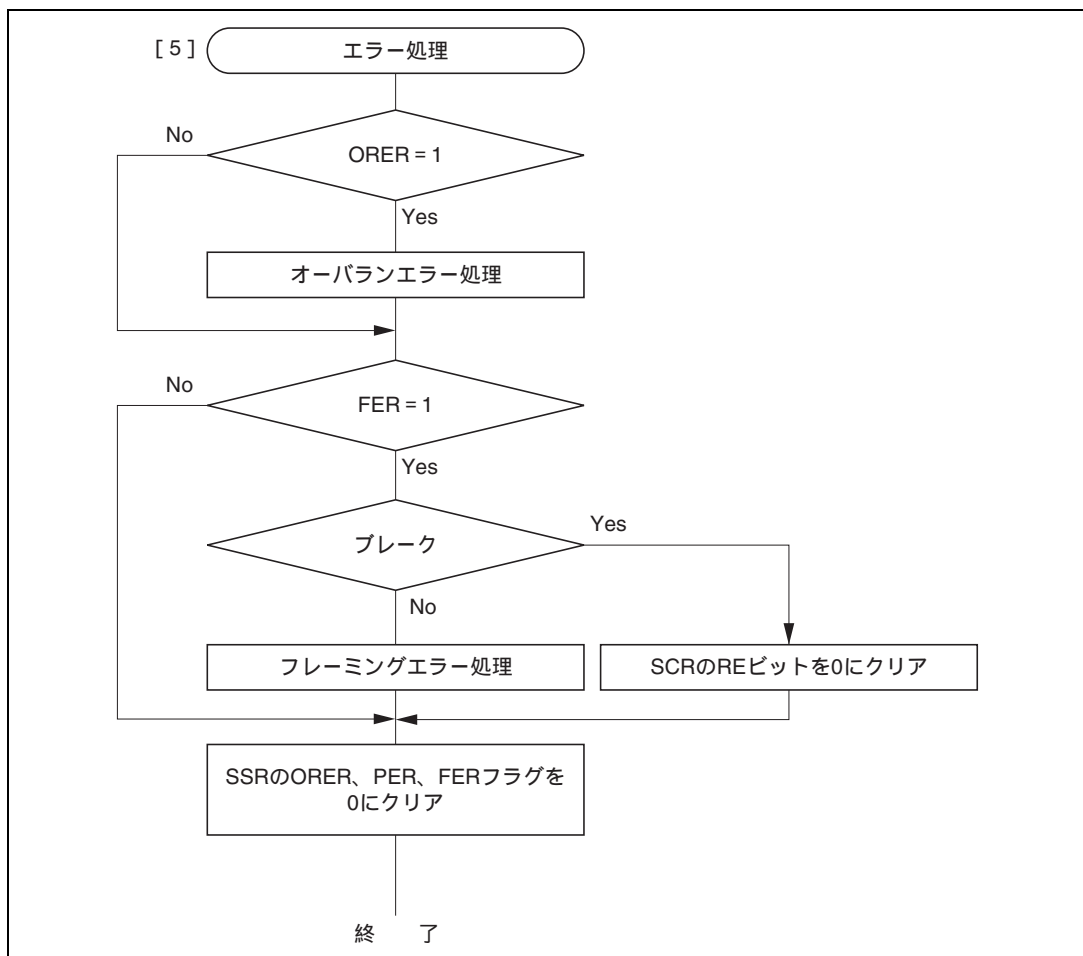 [ 5 ] エラー処理
No
ORER = 1
Yes
オーバランエラー処理
No
FER = 1
Yes
ブレーク
Yes
No
フレーミングエラー処理
SCRのREビットを0にクリア
SSRのORER、PER、FERフラグを
0にクリア
終　了